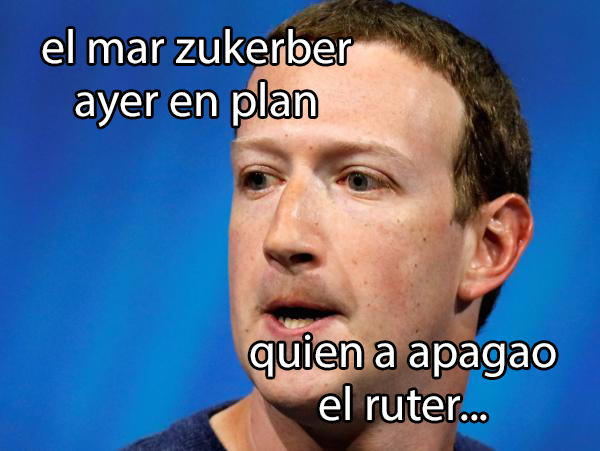 el mar zukerber
ayer en plan
quien a apagao
el ruter...